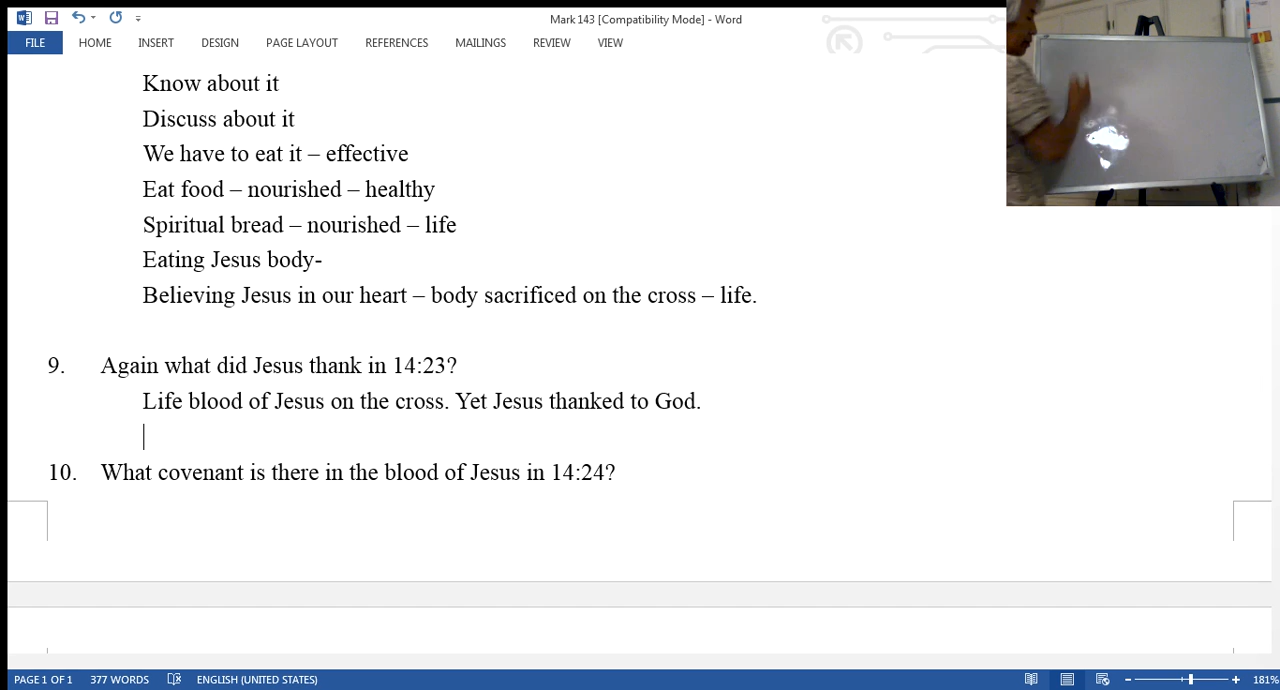 Mark 143 [Compatibility Mode] - Word
FILE HOME INSERT DESIGN PAGE LAYOUT REFERENCES MAILINGS REVIEW VIEW
Know about it
Discuss about it
We have to eat it – effective
Eat food – nourished – healthy
Spiritual bread – nourished – life
Eating Jesus body-
Believing Jesus in our heart – body sacrificed on the cross – life.
9. Again what did Jesus thank in 14:23?
Life blood of Jesus on the cross. Yet Jesus thanked to God.
10. What covenant is there in the blood of Jesus in 14:24?
PAGE 1 OF 1 377 WORDS ENGLISH (UNITED STATES) 181%